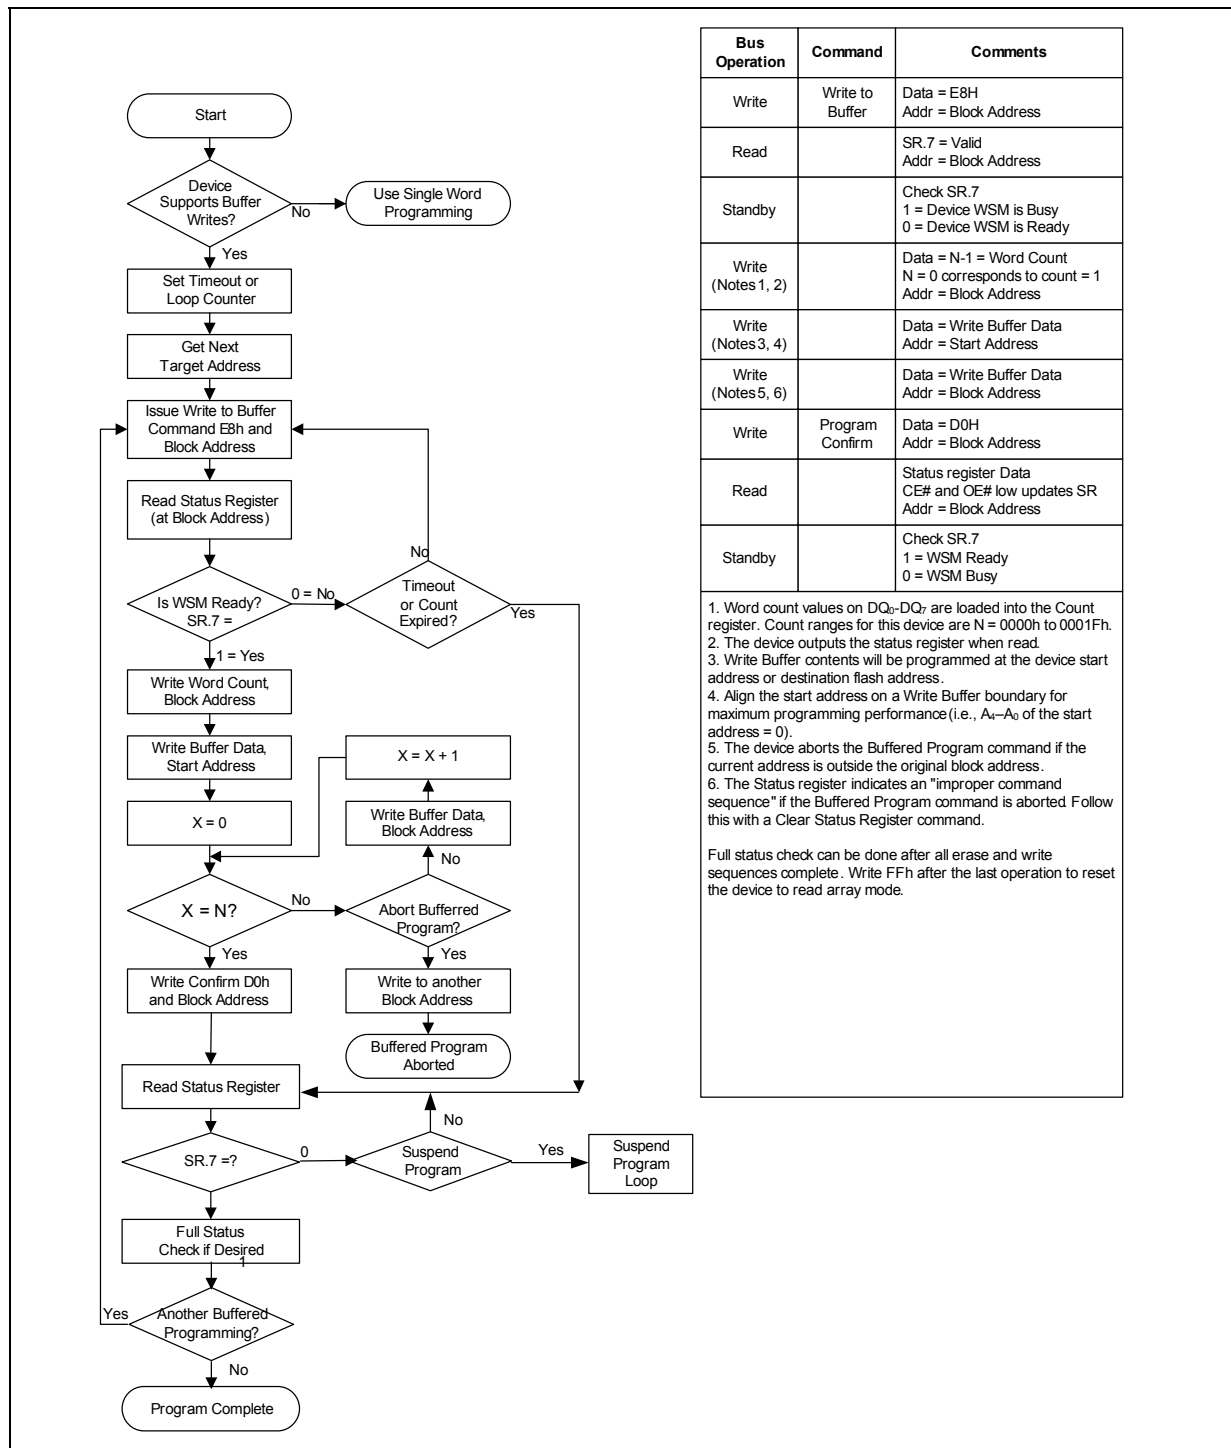 Start
Device
Supports Buffer
Writes?
No
Use Single Word
Programming
Yes
Set Timeout or
Loop Counter
Get Next
Target Address
Issue Write to Buffer
Command E8h and
Block Address
Read Status Register
(at Block Address)
No
Is WSM Ready?
SR.7 =
0 = No
Timeout
or Count
Expired?
Yes
1 = Yes
Write Word Count,
Block Address
Write Buffer Data,
Start Address
X = X + 1
X = 0
Write Buffer Data,
Block Address
No
X = N?
No
Abort Bufferred
Program?
Yes
Yes
Write Confirm D0h
and Block Address
Write to another
Block Address
Buffered Program
Aborted
Read Status Register
No
SR.7 =?
0
Suspend
Program
Yes
Suspend
Program
Loop
Full Status
Check if Desired
1
Yes
Another Buffered
Programming?
No
Program Complete
Bus
Operation
Command
Comments
Write
Write to
Buffer
Data = E8H
Addr = Block Address
Read
SR.7 = Valid
Addr = Block Address
Standby
Check SR.7
1 = Device WSM is Busy
0 = Device WSM is Ready
Write
(Notes 1, 2)
Data = N-1 = Word Count
N = 0 corresponds to count = 1
Addr = Block Address
Write
(Notes 3, 4)
Data = Write Buffer Data
Addr = Start Address
Write
(Notes 5, 6)
Data = Write Buffer Data
Addr = Block Address
Write
Program
Confirm
Data = D0H
Addr = Block Address
Read
Status register Data
CE# and OE# low updates SR
Addr = Block Address
Standby
Check SR.7
1 = WSM Ready
0 = WSM Busy
1. Word count values on DQ₀-DQ₇ are loaded into the Count
register. Count ranges for this device are N = 0000h to 0001Fh.
2. The device outputs the status register when read.
3. Write Buffer contents will be programmed at the device start
address or destination flash address.
4. Align the start address on a Write Buffer boundary for
maximum programming performance (i.e., A₄–A₀ of the start
address = 0).
5. The device aborts the Buffered Program command if the
current address is outside the original block address.
6. The Status register indicates an "improper command
sequence" if the Buffered Program command is aborted. Follow
this with a Clear Status Register command.
Full status check can be done after all erase and write
sequences complete. Write FFh after the last operation to reset
the device to read array mode.